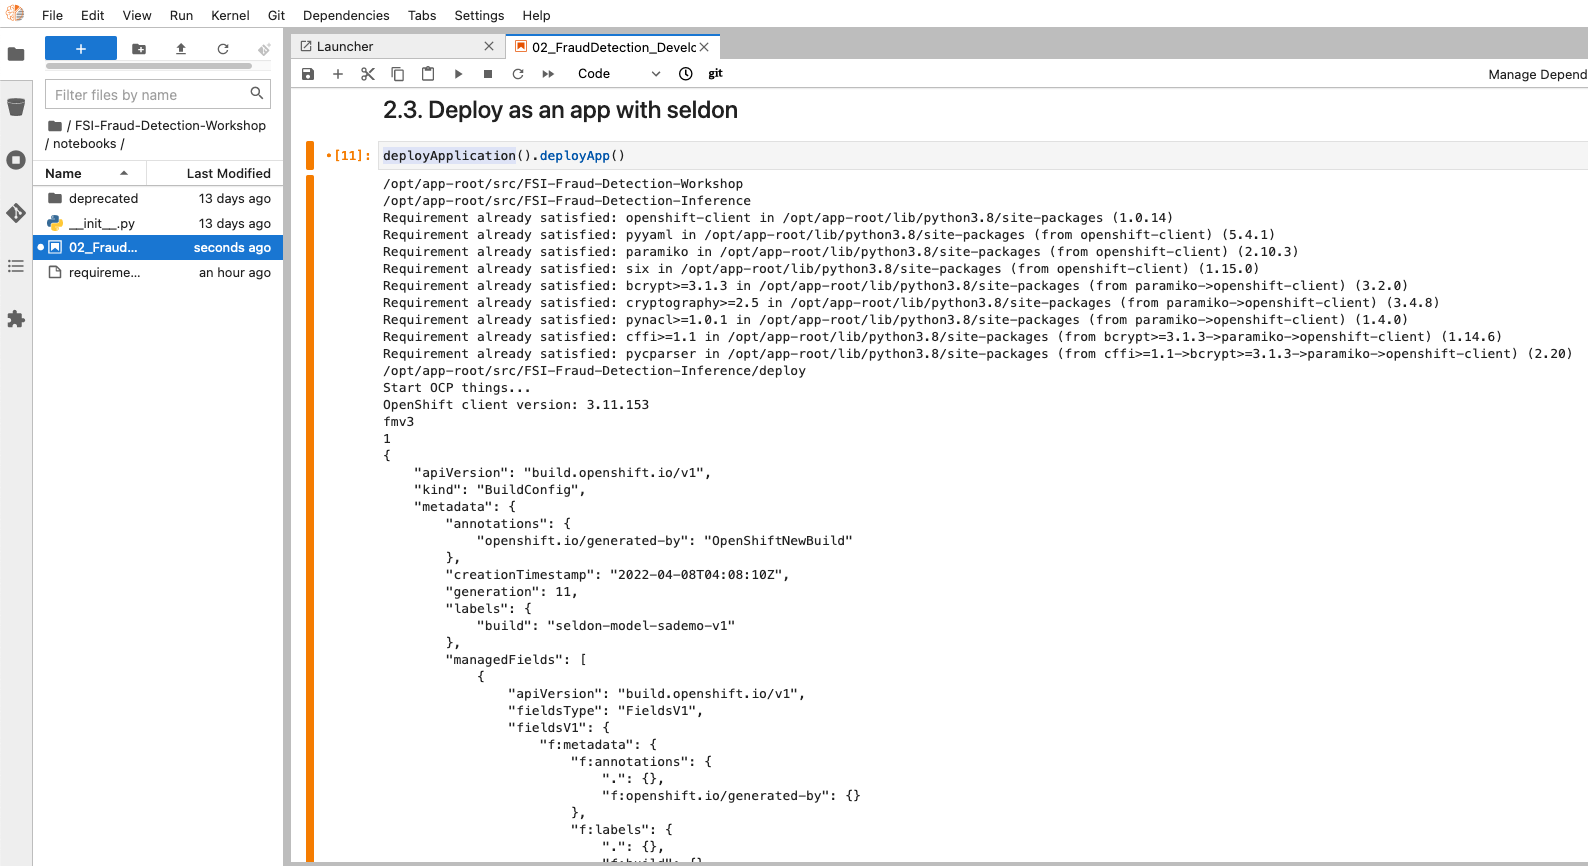 File Edit View Run Kernel Git Dependencies Tabs Settings Help
Filter files by name
/ FSI-Fraud-Detection-Workshop
/ notebooks /
Name Last Modified
deprecated 13 days ago
__init__.py 13 days ago
02_Fraud... seconds ago
requireme... an hour ago
Launcher 02_FraudDetection_Develo
Code git Manage Depend
2.3. Deploy as an app with seldon
[11]: deployApplication().deployApp()
/opt/app-root/src/FSI-Fraud-Detection-Workshop
/opt/app-root/src/FSI-Fraud-Detection-Inference
Requirement already satisfied: openshift-client in /opt/app-root/lib/python3.8/site-packages (1.0.14)
Requirement already satisfied: pyyaml in /opt/app-root/lib/python3.8/site-packages (from openshift-client) (5.4.1)
Requirement already satisfied: paramiko in /opt/app-root/lib/python3.8/site-packages (from openshift-client) (2.10.3)
Requirement already satisfied: six in /opt/app-root/lib/python3.8/site-packages (from openshift-client) (1.15.0)
Requirement already satisfied: bcrypt>=3.1.3 in /opt/app-root/lib/python3.8/site-packages (from paramiko->openshift-client) (3.2.0)
Requirement already satisfied: cryptography>=2.5 in /opt/app-root/lib/python3.8/site-packages (from paramiko->openshift-client) (3.4.8)
Requirement already satisfied: pynacl>=1.0.1 in /opt/app-root/lib/python3.8/site-packages (from paramiko->openshift-client) (1.4.0)
Requirement already satisfied: cffi>=1.1 in /opt/app-root/lib/python3.8/site-packages (from bcrypt>=3.1.3->paramiko->openshift-client) (1.14.6)
Requirement already satisfied: pycparser in /opt/app-root/lib/python3.8/site-packages (from cffi>=1.1->bcrypt>=3.1.3->paramiko->openshift-client) (2.20)
/opt/app-root/src/FSI-Fraud-Detection-Inference/deploy
Start OCP things...
OpenShift client version: 3.11.153
fmv3
1
{
"apiVersion": "build.openshift.io/v1",
"kind": "BuildConfig",
"metadata": {
"annotations": {
"openshift.io/generated-by": "OpenShiftNewBuild"
},
"creationTimestamp": "2022-04-08T04:08:10Z",
"generation": 11,
"labels": {
"build": "seldon-model-sademo-v1"
},
"managedFields": [
{
"apiVersion": "build.openshift.io/v1",
"fieldsType": "FieldsV1",
"fieldsV1": {
"f:metadata": {
"f:annotations": {
".": {},
"f:openshift.io/generated-by": {}
},
"f:labels": {
".": {},
"f:build": {}